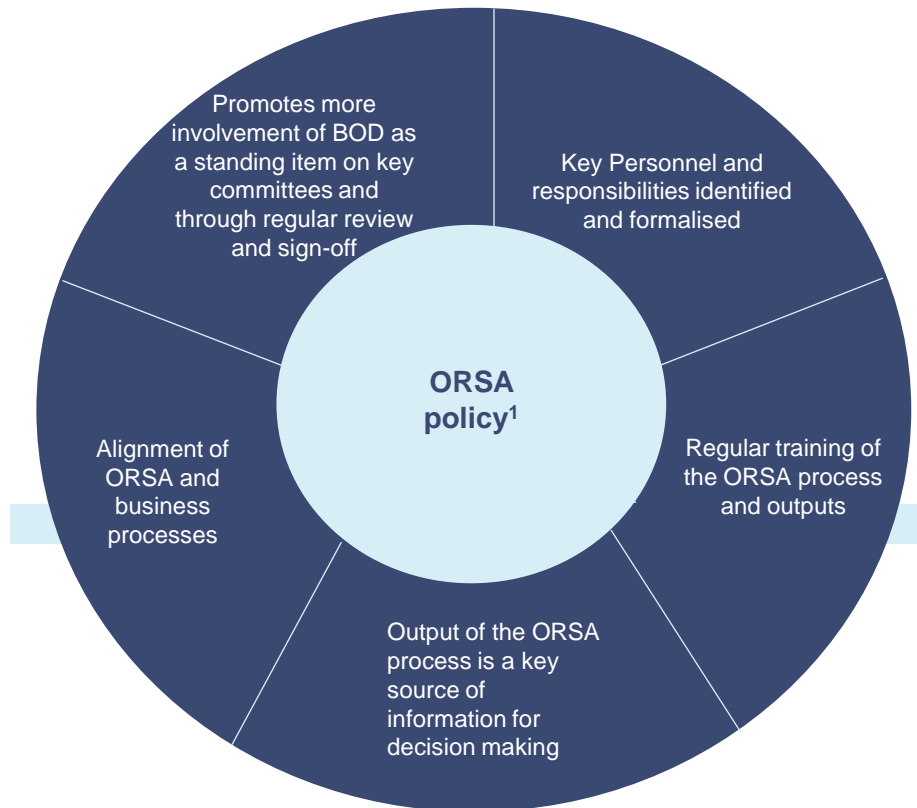 Promotes more
involvement of BOD as
a standing item on key
committees and
through regular review
and sign-off
Key Personnel and
responsibilities identified
and formalised
ORSA
policy¹
Alignment of
ORSA and
business
processes
Regular training of
the ORSA process
and outputs
Output of the ORSA
process is a key
source of
information for
decision making